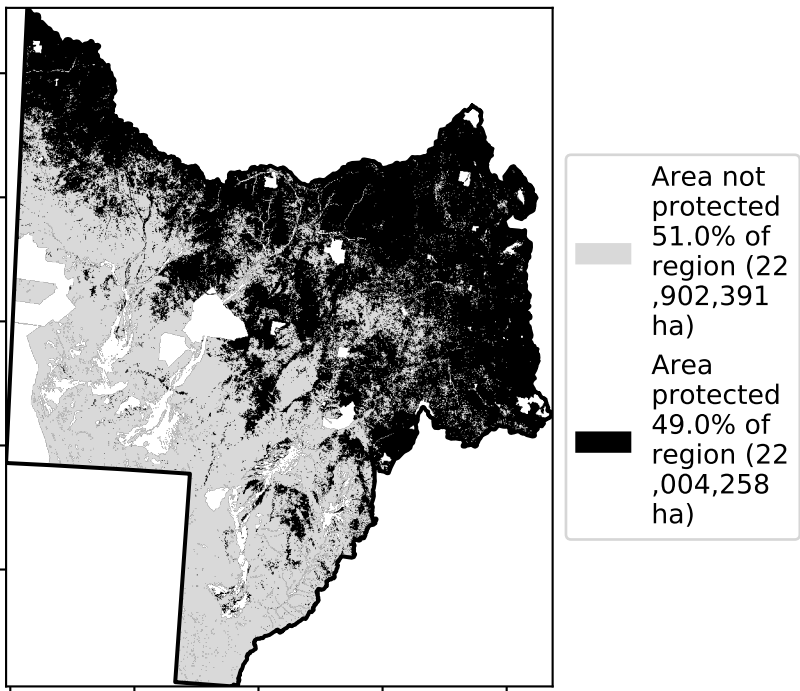 Area not
protected
51.0% of
region (22
,902,391
ha)
Area
protected
49.0% of
region (22
,004,258
ha)